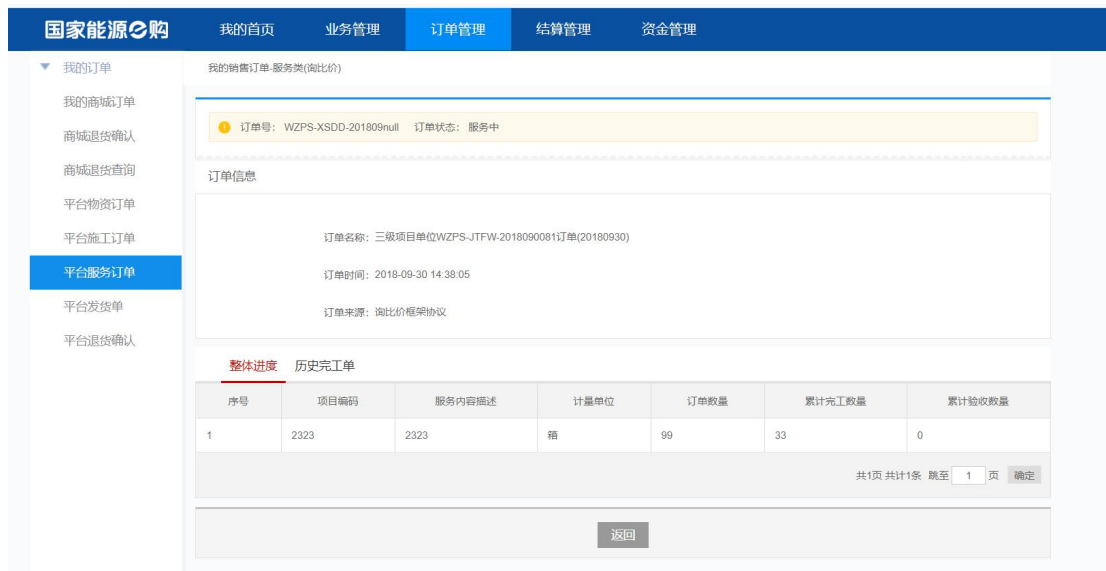 国家能源e购 我的首页 业务管理 订单管理 结算管理 资金管理
我的订单
我的商城订单
商城退货确认
商城退货查询
平台物资订单
平台施工订单
平台服务订单
平台发货单
平台退货确认
我的销售订单-服务类(询比价)
订单号： WZPS-XSDD-201809null 订单状态： 服务中
订单信息
订单名称：三级项目单位WZPS-JTFW-2018090081订单(20180930)
订单时间：2018-09-30 14:38:05
订单来源：询比价框架协议
整体进度 历史完工单
序号 项目编码 服务内容描述 计量单位 订单数量 累计完工数量 累计验收数量
1 2323 2323 箱 99 33 0
共1页 共计1条 跳至 1 页 确定
返回